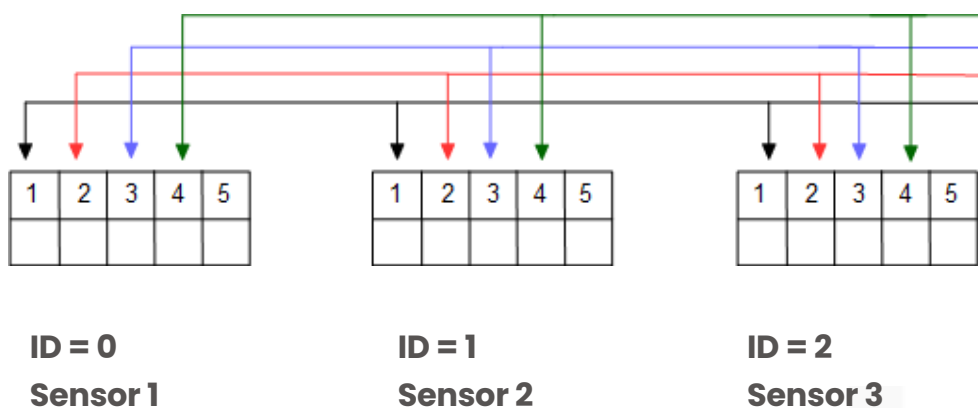 1 2 3 4 5 1 2 3 4 5 1 2 3 4 5
ID = 0 ID = 1 ID = 2
Sensor 1 Sensor 2 Sensor 3